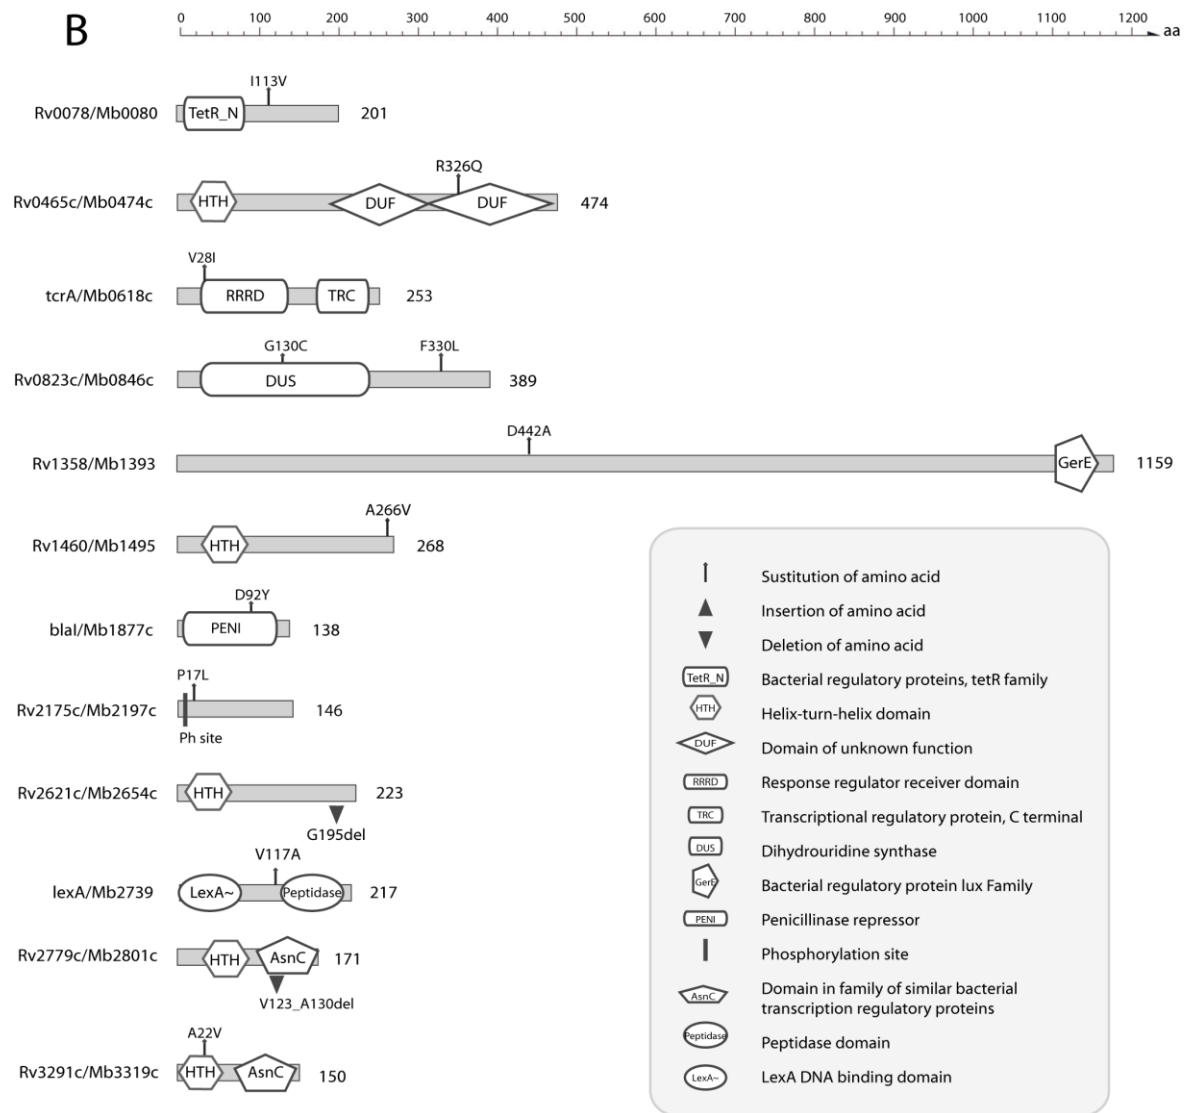 B
0 100 200 300 400 500 600 700 800 900 1000 1100 1200 aa
I113V
Rv0078/Mb0080 TetR_N 201
R326Q
Rv0465c/Mb0474c HTH DUF DUF 474
V28I
tcrA/Mb0618c RRRD TRC 253
G130C F330L
Rv0823c/Mb0846c DUS 389
D442A
Rv1358/Mb1393 GerE 1159
A266V
Rv1460/Mb1495 HTH 268
D92Y
blaI/Mb1877c PENI 138
P17L
Rv2175c/Mb2197c 146
Ph site
Rv2621c/Mb2654c HTH 223
G195del
V117A
lexA/Mb2739 LexA~ Peptidase 217
Rv2779c/Mb2801c HTH AsnC 171
V123_A130del
A22V
Rv3291c/Mb3319c HTH AsnC 150
Sustitution of amino acid
Insertion of amino acid
Deletion of amino acid
TetR_N Bacterial regulatory proteins, tetR family
HTH Helix-turn-helix domain
DUF Domain of unknown function
RRRD Response regulator receiver domain
TRC Transcriptional regulatory protein, C terminal
DUS Dihydrouridine synthase
GerE Bacterial regulatory protein lux Family
PENI Penicillinase repressor
Phosphorylation site
AsnC Domain in family of similar bacterial
transcription regulatory proteins
Peptidase Peptidase domain
LexA~ LexA DNA binding domain